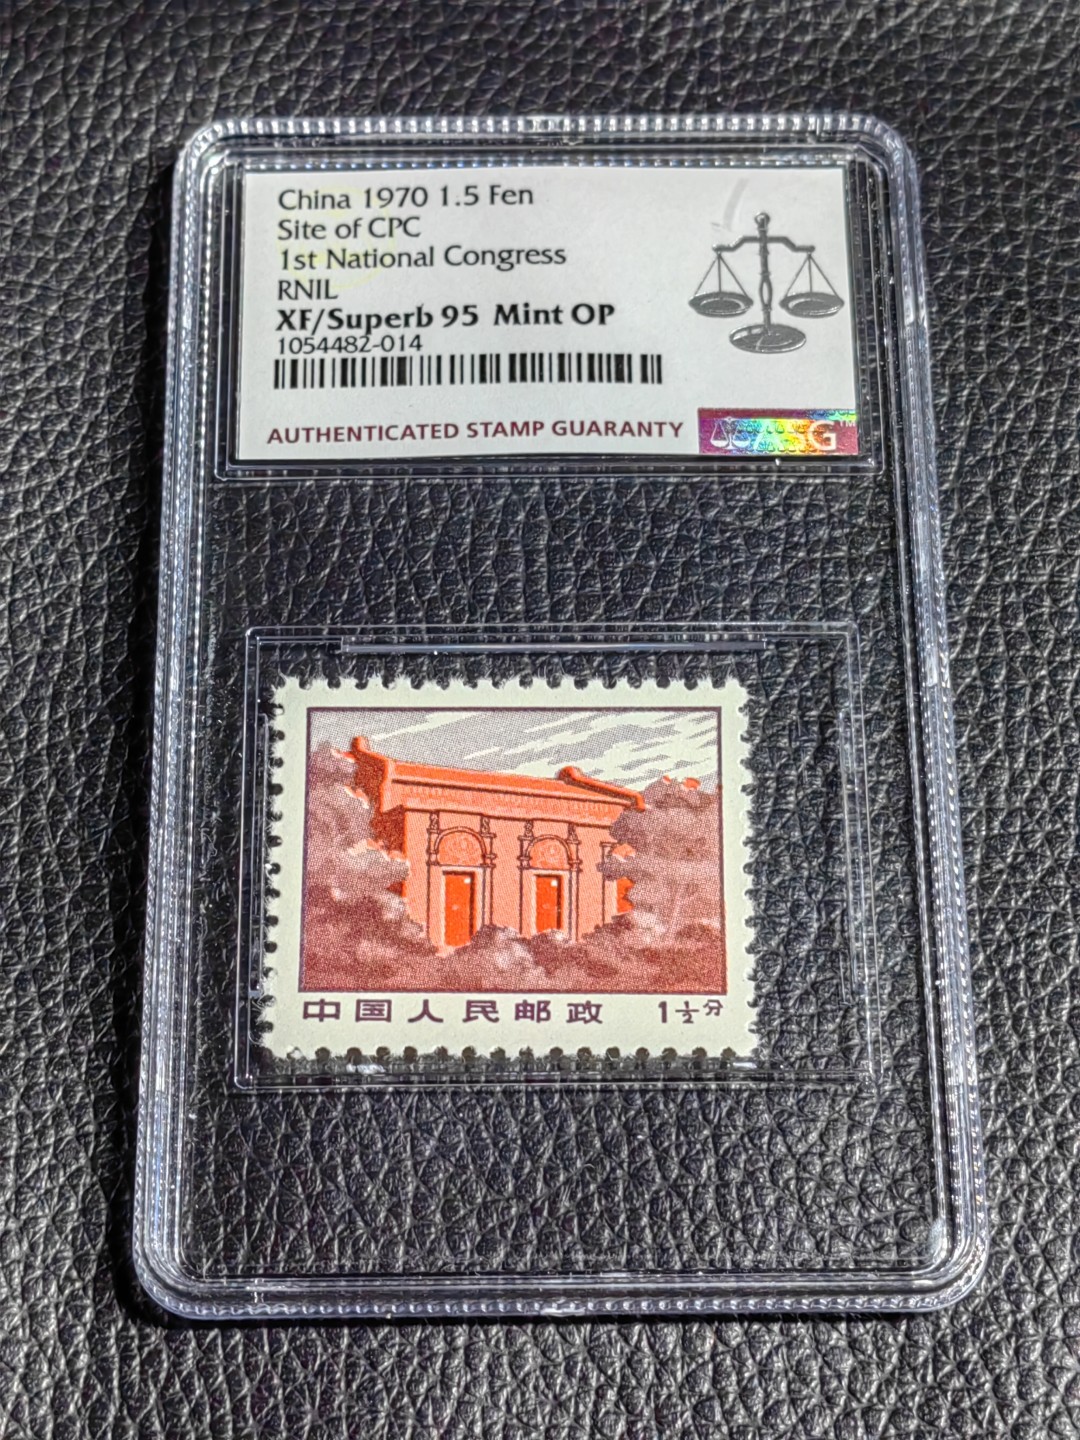 China 1970 1.5 Fen
Site of CPC
1st National Congress
RNIL
XF/Superb 95 Mint OP
1054482-014
AUTHENTICATED STAMP GUARANTY
ASG™
中国人民邮政 1½分